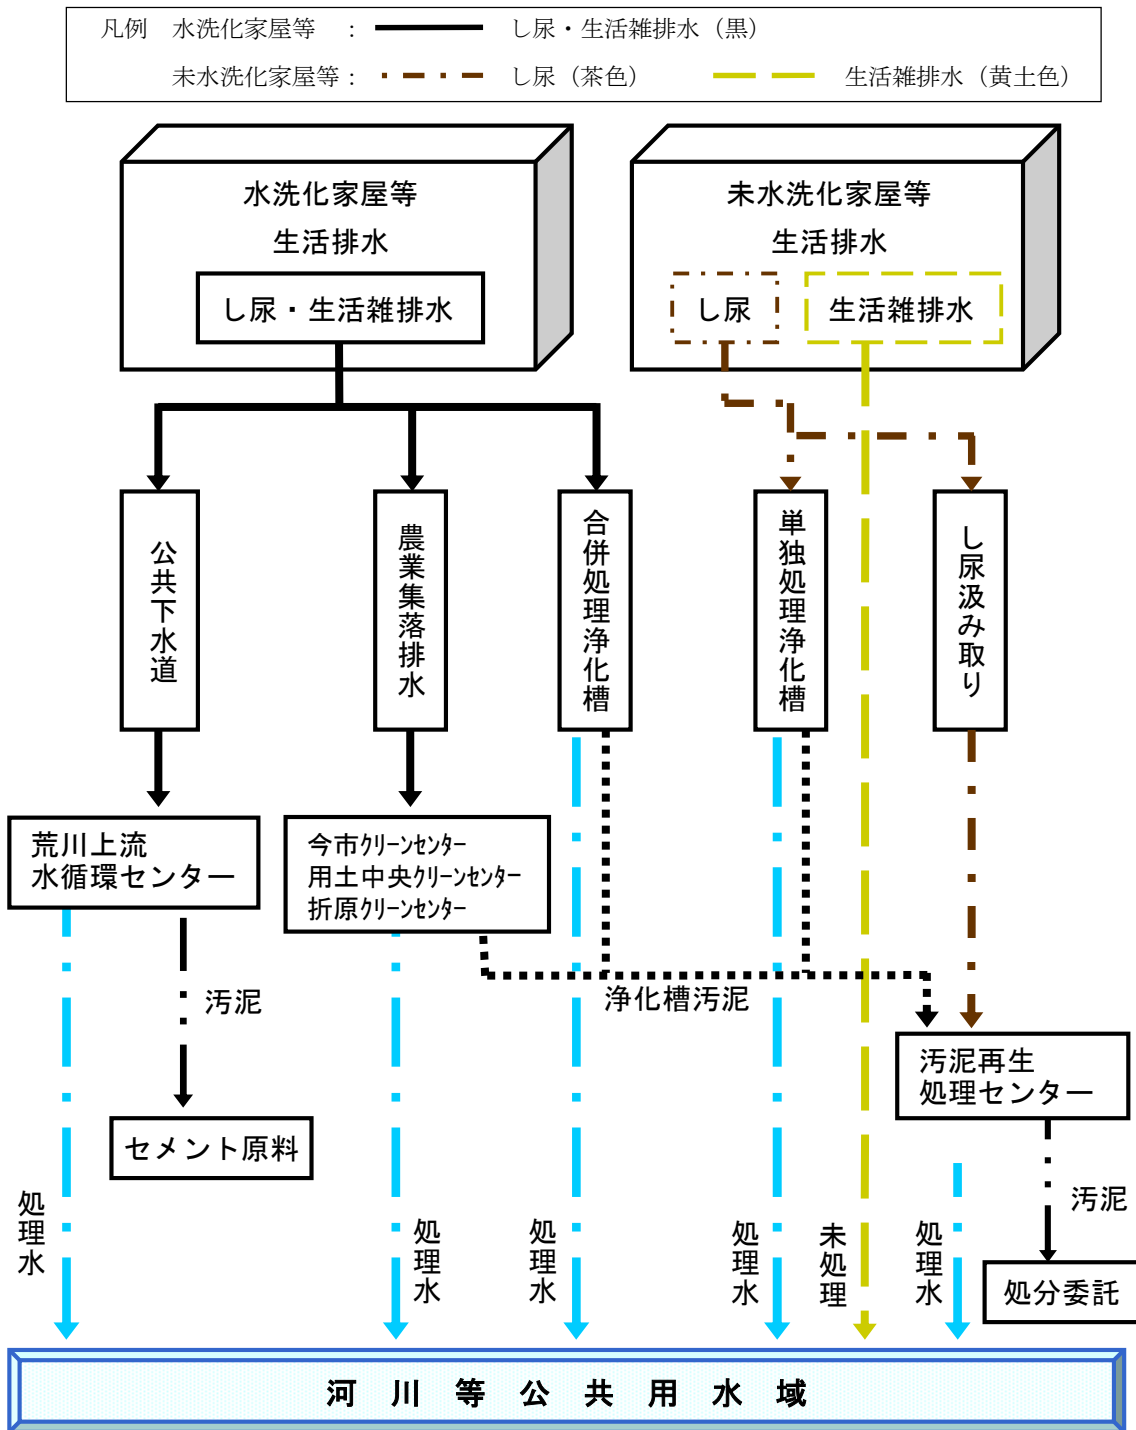 凡例 水洗化家屋等 : し尿・生活雑排水（黒）
未水洗化家屋等 : し尿（茶色） 生活雑排水（黄土色）
水洗化家屋等
生活排水
し尿・生活雑排水
未水洗化家屋等
生活排水
し尿
生活雑排水
公共下水道
農業集落排水
合併処理浄化槽
単独処理浄化槽
し尿汲み取り
荒川上流
水循環センター
今市ｸﾘｰﾝｾﾝﾀｰ
用土中央ｸﾘｰﾝｾﾝﾀｰ
折原ｸﾘｰﾝｾﾝﾀｰ
汚泥
浄化槽汚泥
汚泥再生
処理センター
セメント原料
汚泥
処分委託
処理水
処理水
処理水
処理水
未処理
処理水
河川等公共用水域